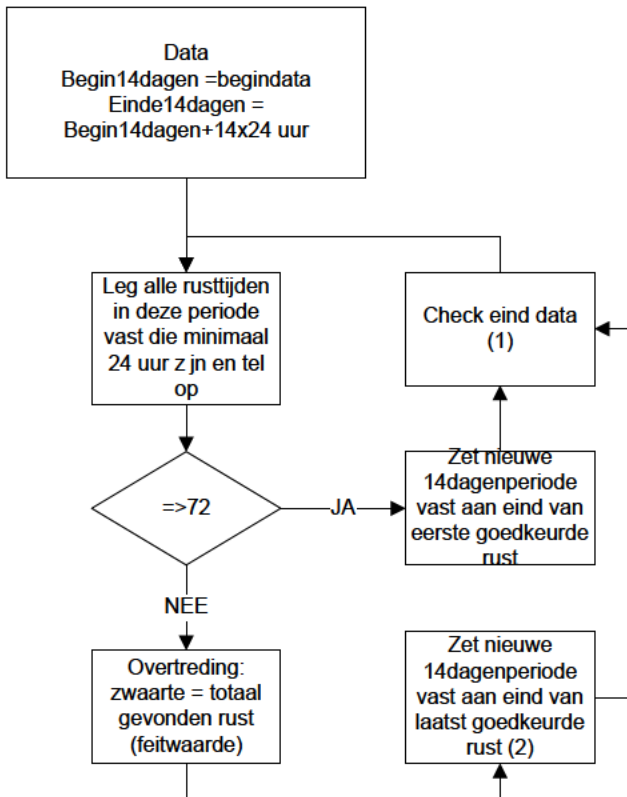 Data
Begin14dagen =begindata
Einde14dagen =
Begin14dagen+14x24 uur
Leg alle rusttijden
in deze periode
vast die minimaal
24 uur z jn en tel
op
Check eind data
(1)
=>72
JA
Zet nieuwe
14dagenperiode
vast aan eind van
eerste goedkeurde
rust
NEE
Overtreding:
zwaarte = totaal
gevonden rust
(feitwaarde)
Zet nieuwe
14dagenperiode
vast aan eind van
laatst goedkeurde
rust (2)